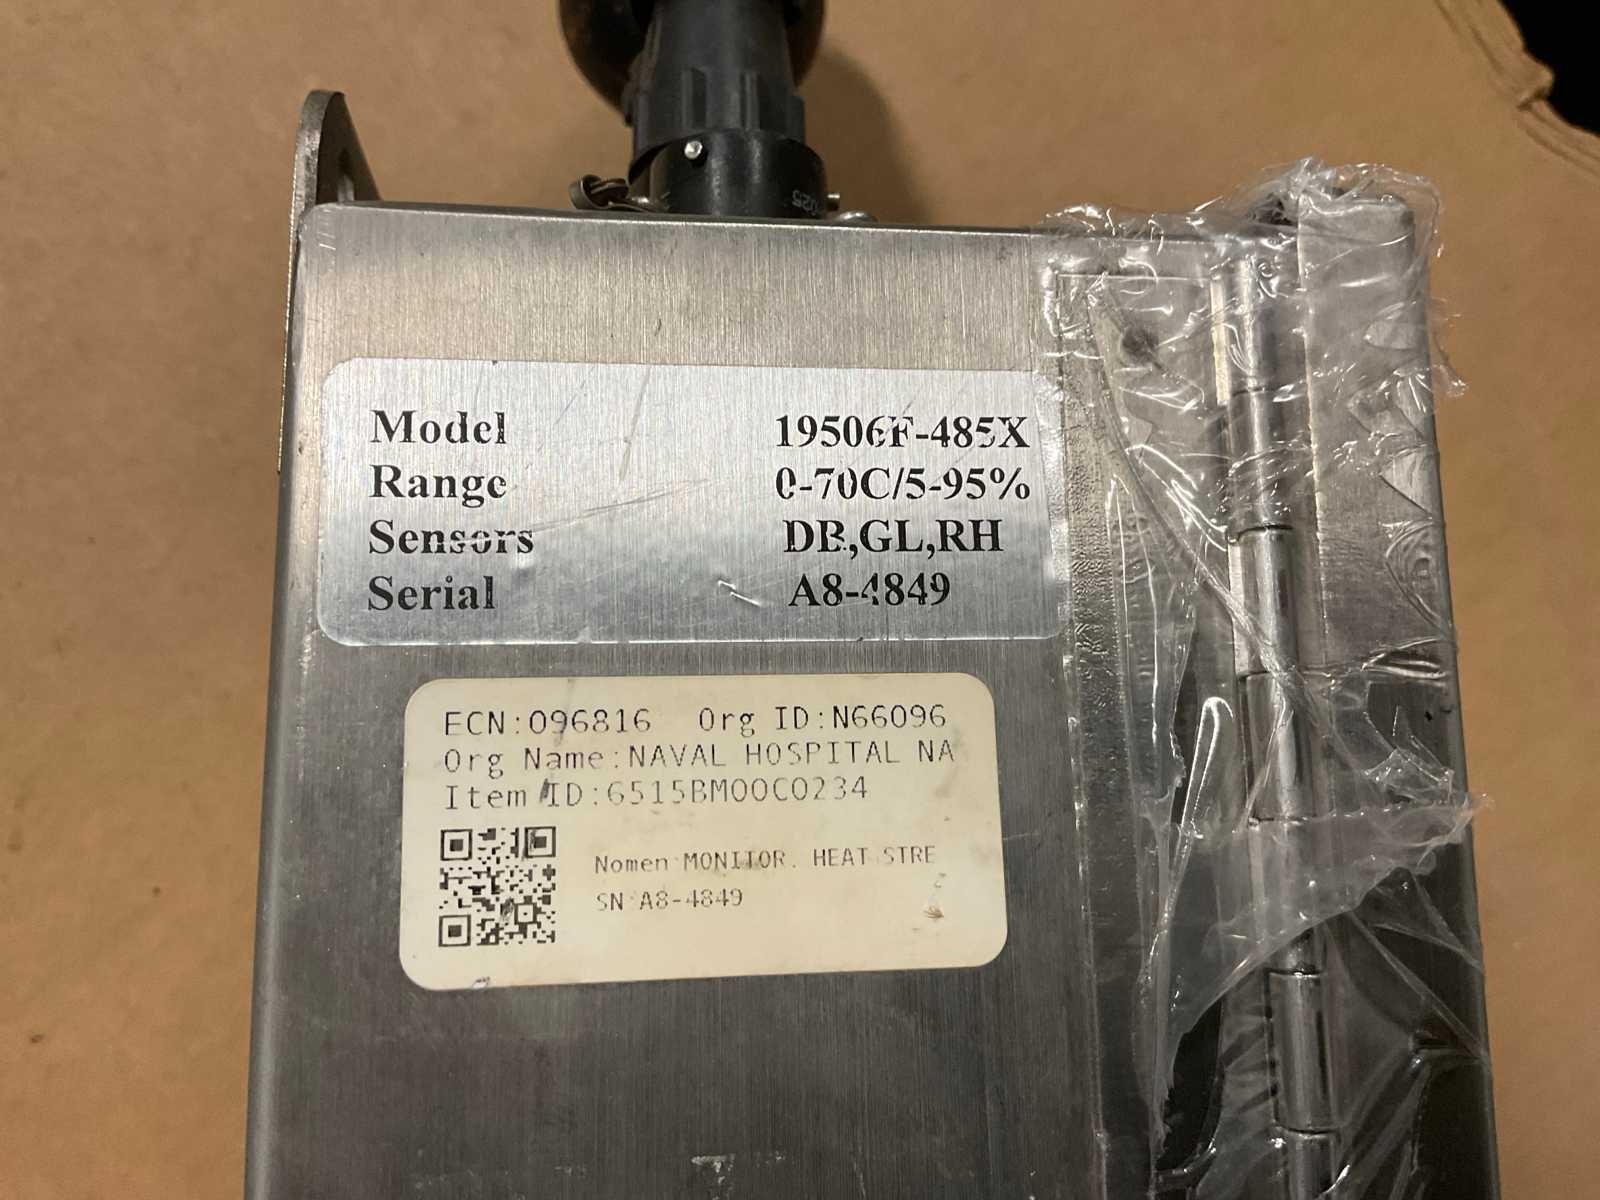 Model 19506F-485X
Range 0-70C/5-95%
Sensors DB,GL,RH
Serial A8-4849
ECN:096816 Org ID:N66096
Org Name:NAVAL HOSPITAL NA
Item ID:6515BM00C0234
Nomen:MONITOR, HEAT STRE
SN:A8-4849